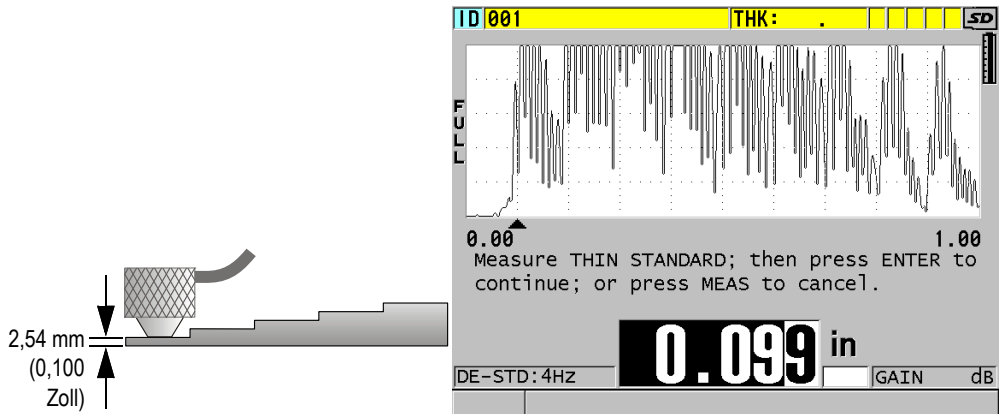 2,54 mm
(0,100
Zoll)
ID 001 THK: . SD
FULL
0.00 1.00
Measure THIN STANDARD; then press ENTER to
continue; or press MEAS to cancel.
0.099 in
DE-STD:4Hz GAIN dB